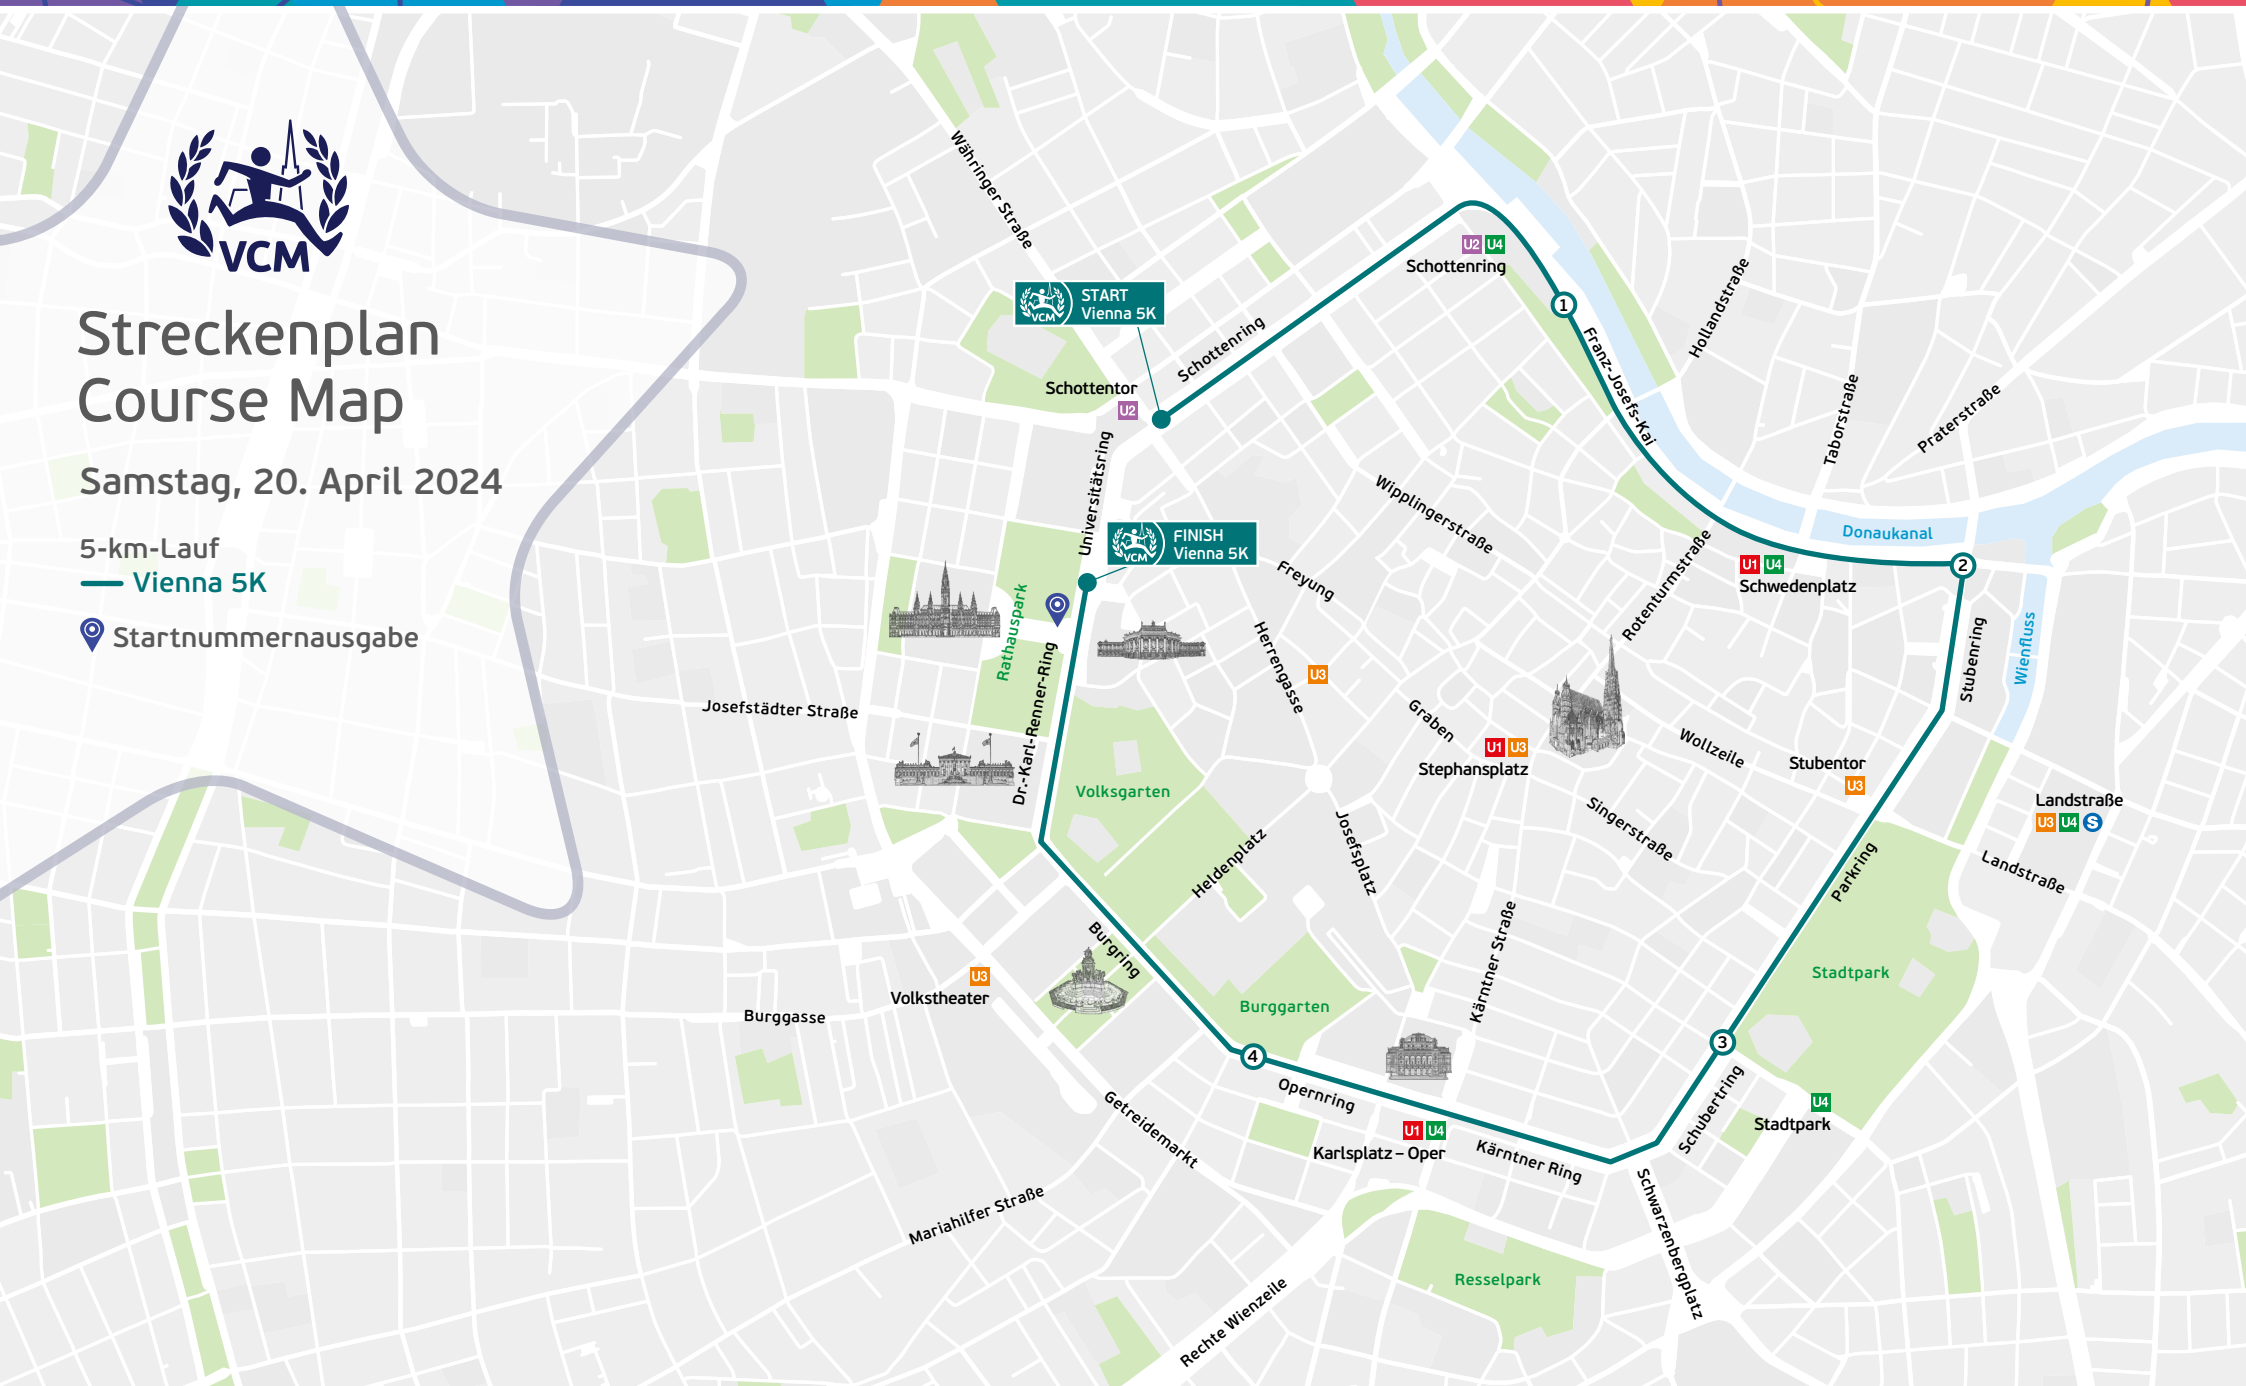 VCM
Streckenplan
Course Map
Samstag, 20. April 2024
5-km-Lauf
Vienna 5K
Startnummernausgabe
Währinger Straße
VCM
START
Vienna 5K
Schottentor
U2
Schottenring
U2 U4
Schottenring
1
Franz-Josefs-Kai
Hollandstraße
Taborstraße
Praterstraße
Donaukanal
2
U1 U4
Schwedenplatz
Rotenturmstraße
Wipplingerstraße
Universitätsring
VCM
FINISH
Vienna 5K
Freyung
Herrengasse
U3
Rathauspark
Dr.-Karl-Renner-Ring
Josefstädter Straße
Volksgarten
Heldenplatz
Josefsplatz
Graben
U1 U3
Stephansplatz
Singerstraße
Wollzeile
Stubentor
U3
Stubenring
Wienfluss
Landstraße
U3 U4 S
Landstraße
Parkring
Stadtpark
3
Schubertring
U4
Stadtpark
Kärntner Straße
Burggarten
Burgring
4
Opernring
U1 U4
Karlsplatz – Oper
Kärntner Ring
Schwarzenbergplatz
U3
Volkstheater
Burggasse
Getreidemarkt
Mariahilfer Straße
Rechte Wienzeile
Resselpark